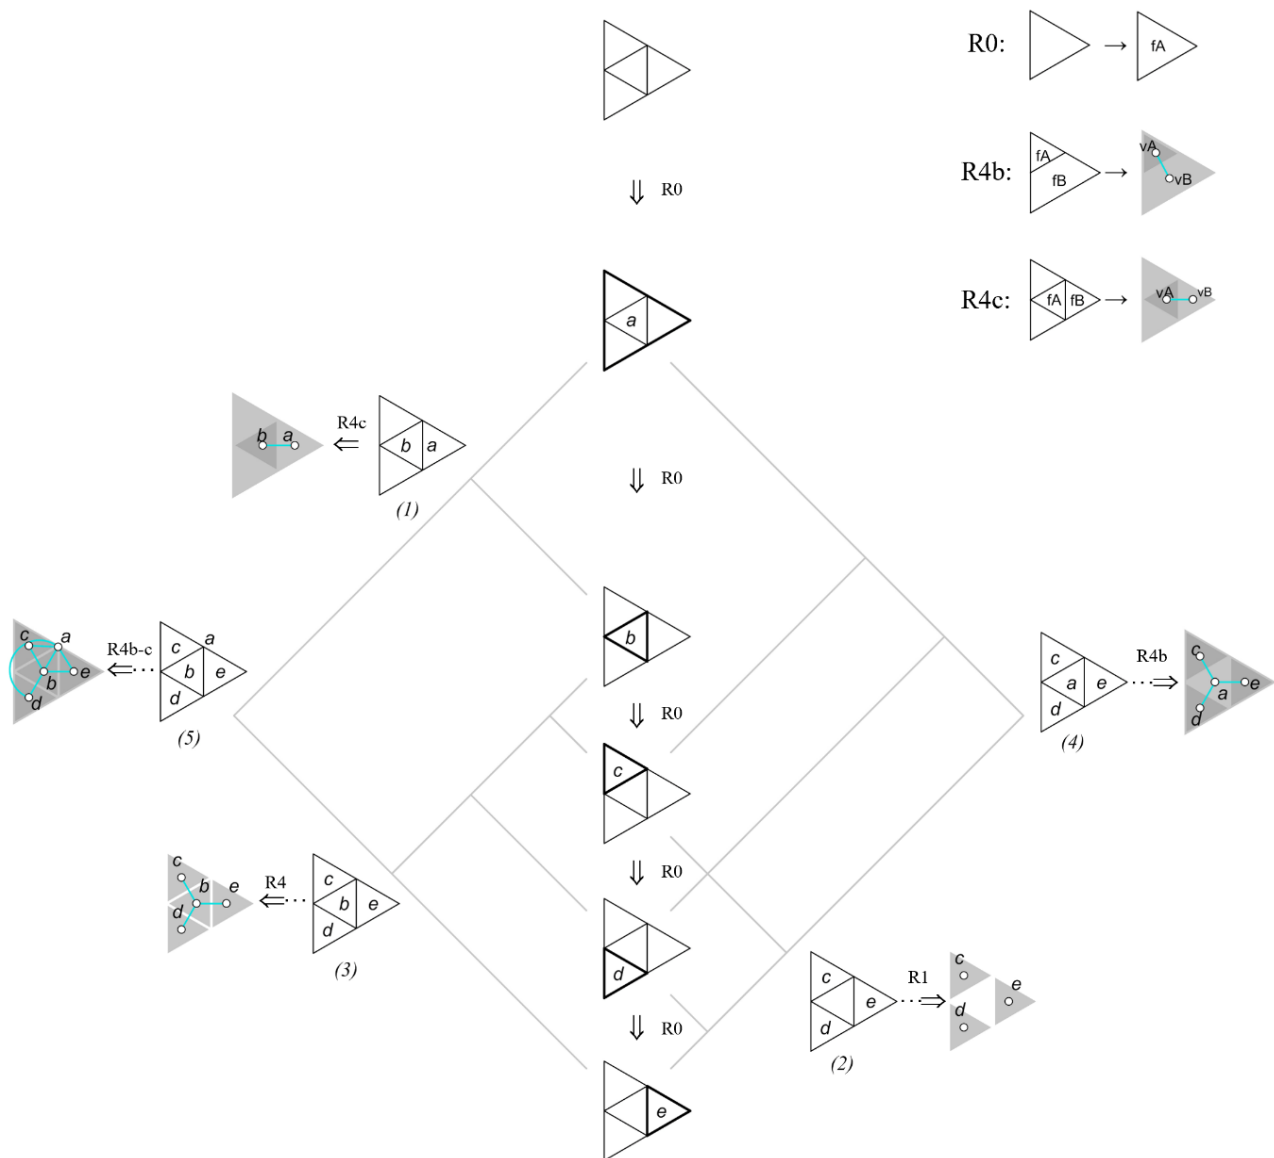 R0: → fA
R4b: fA fB → vA vB
R4c: fA fB → vA vB
⇓ R0
a
⇓ R0
b a R4c ⇐ b a
(1)
b
⇓ R0
c a b e d R4b-c ⇐··· c a b e d
(5)
c e a d R4b ···⇒ c e a d
(4)
c
⇓ R0
c b e d R4 ⇐··· c b e d
(3)
d
⇓ R0
c e d R1 ···⇒ c e d
(2)
e